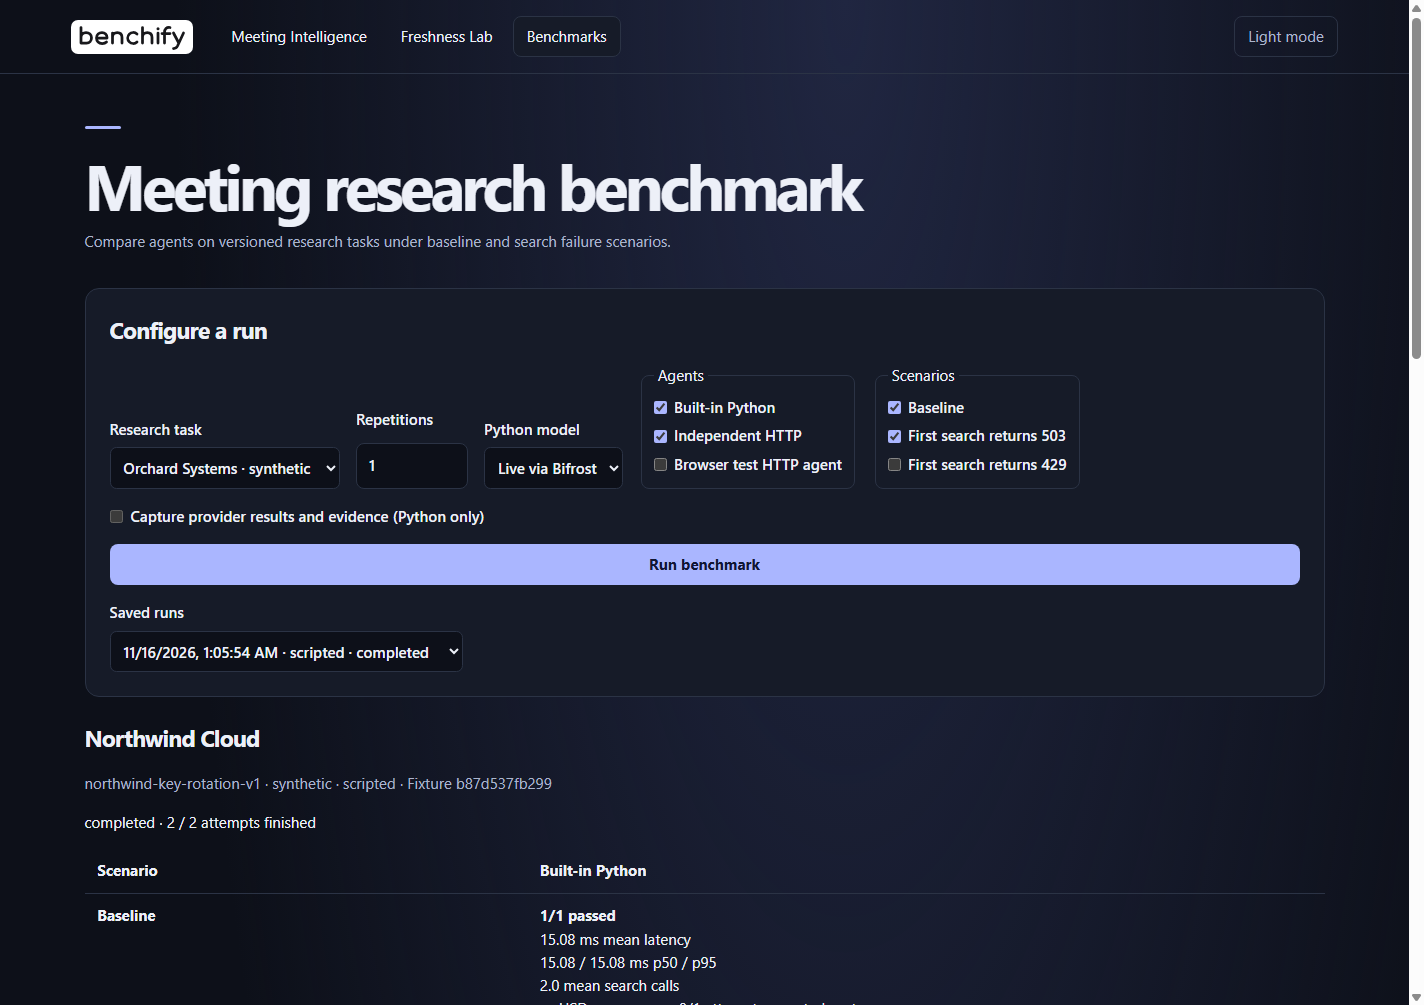 benchify
Meeting Intelligence
Freshness Lab
Benchmarks
Light mode
Meeting research benchmark
Compare agents on versioned research tasks under baseline and search failure scenarios.
Configure a run
Research task
Orchard Systems · synthetic
Repetitions
1
Python model
Live via Bifrost
Agents
Built-in Python
Independent HTTP
Browser test HTTP agent
Scenarios
Baseline
First search returns 503
First search returns 429
Capture provider results and evidence (Python only)
Run benchmark
Saved runs
11/16/2026, 1:05:54 AM · scripted · completed
Northwind Cloud
northwind-key-rotation-v1 · synthetic · scripted · Fixture b87d537fb299
completed · 2 / 2 attempts finished
Scenario
Built-in Python
Baseline
1/1 passed
15.08 ms mean latency
15.08 / 15.08 ms p50 / p95
2.0 mean search calls